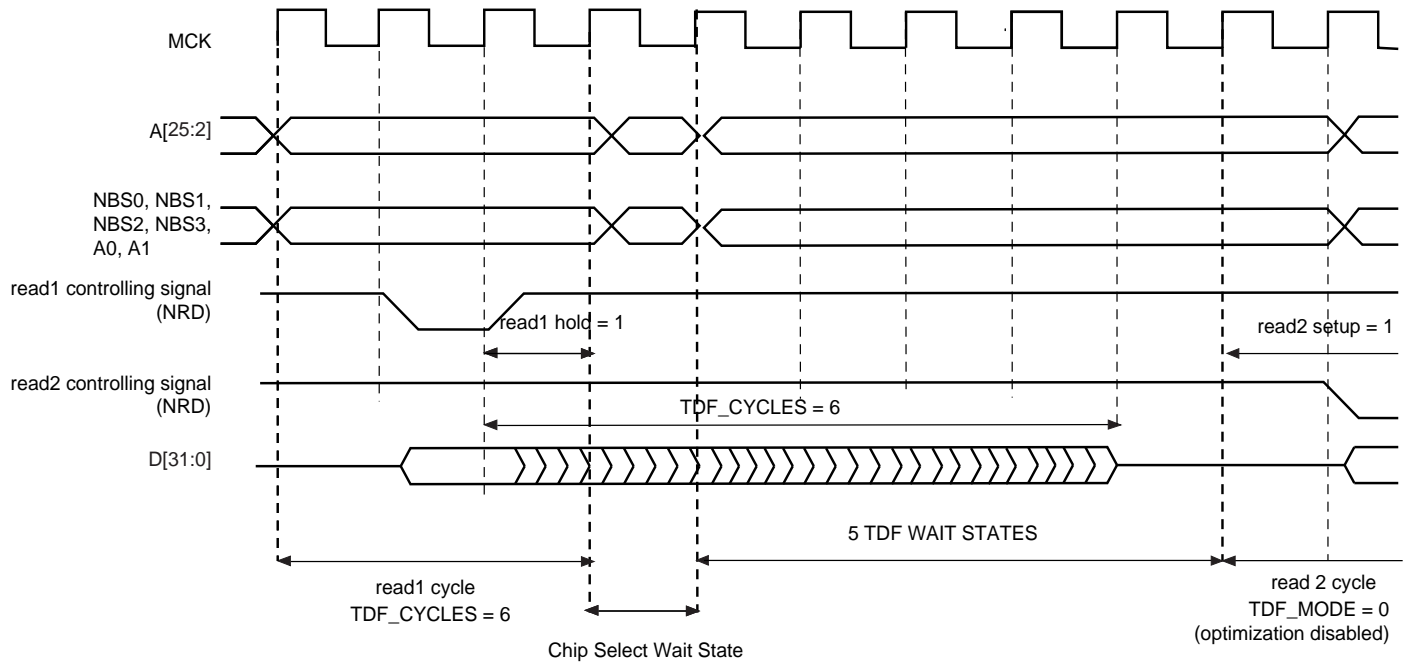 MCK
A[25:2]
NBS0, NBS1,
NBS2, NBS3,
A0, A1
read1 controlling signal
(NRD)
read1 hold = 1
read2 setup = 1
read2 controlling signal
(NRD)
TDF_CYCLES = 6
D[31:0]
5 TDF WAIT STATES
read1 cycle
TDF_CYCLES = 6
Chip Select Wait State
read 2 cycle
TDF_MODE = 0
(optimization disabled)